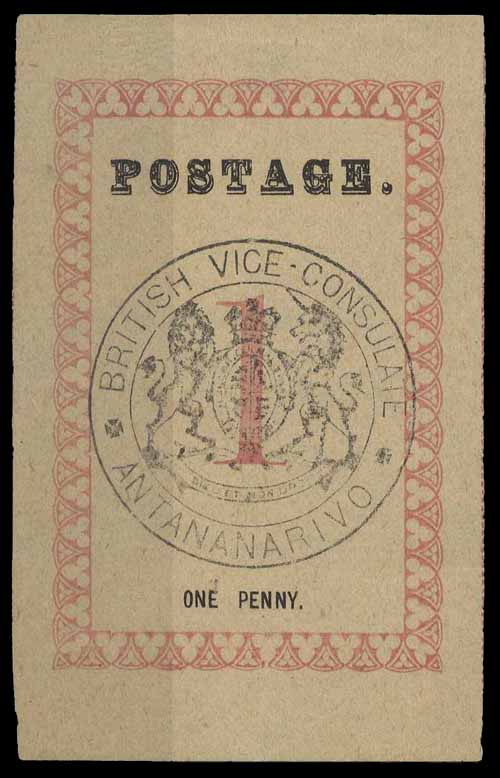 POSTAGE.
BRITISH VICE-CONSULATE
1
ANTANANARIVO
ONE PENNY.